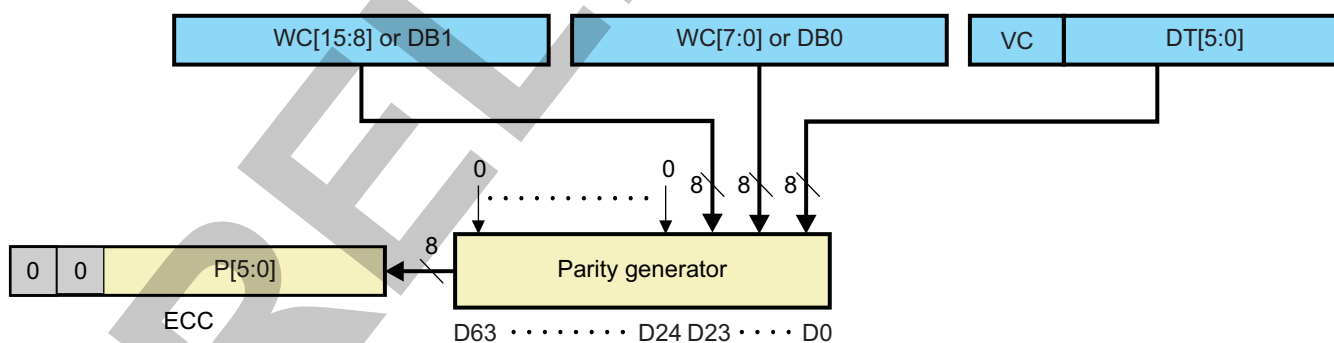 WC[15:8] or DB1 WC[7:0] or DB0 VC DT[5:0]
0 0 8 8 8
0 0 P[5:0] 8 Parity generator
ECC
D63 ········ D24 D23 ···· D0